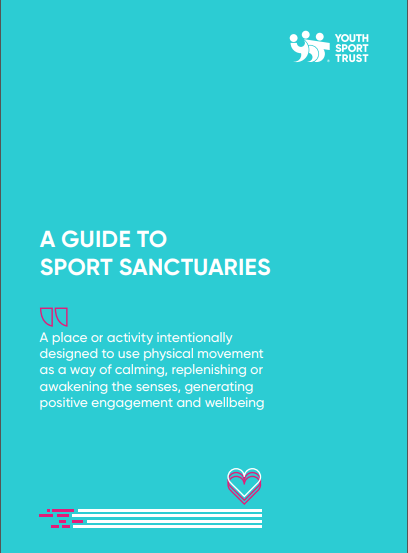 YOUTH
SPORT
TRUST
A GUIDE TO
SPORT SANCTUARIES
A place or activity intentionally
designed to use physical movement
as a way of calming, replenishing or
awakening the senses, generating
positive engagement and wellbeing